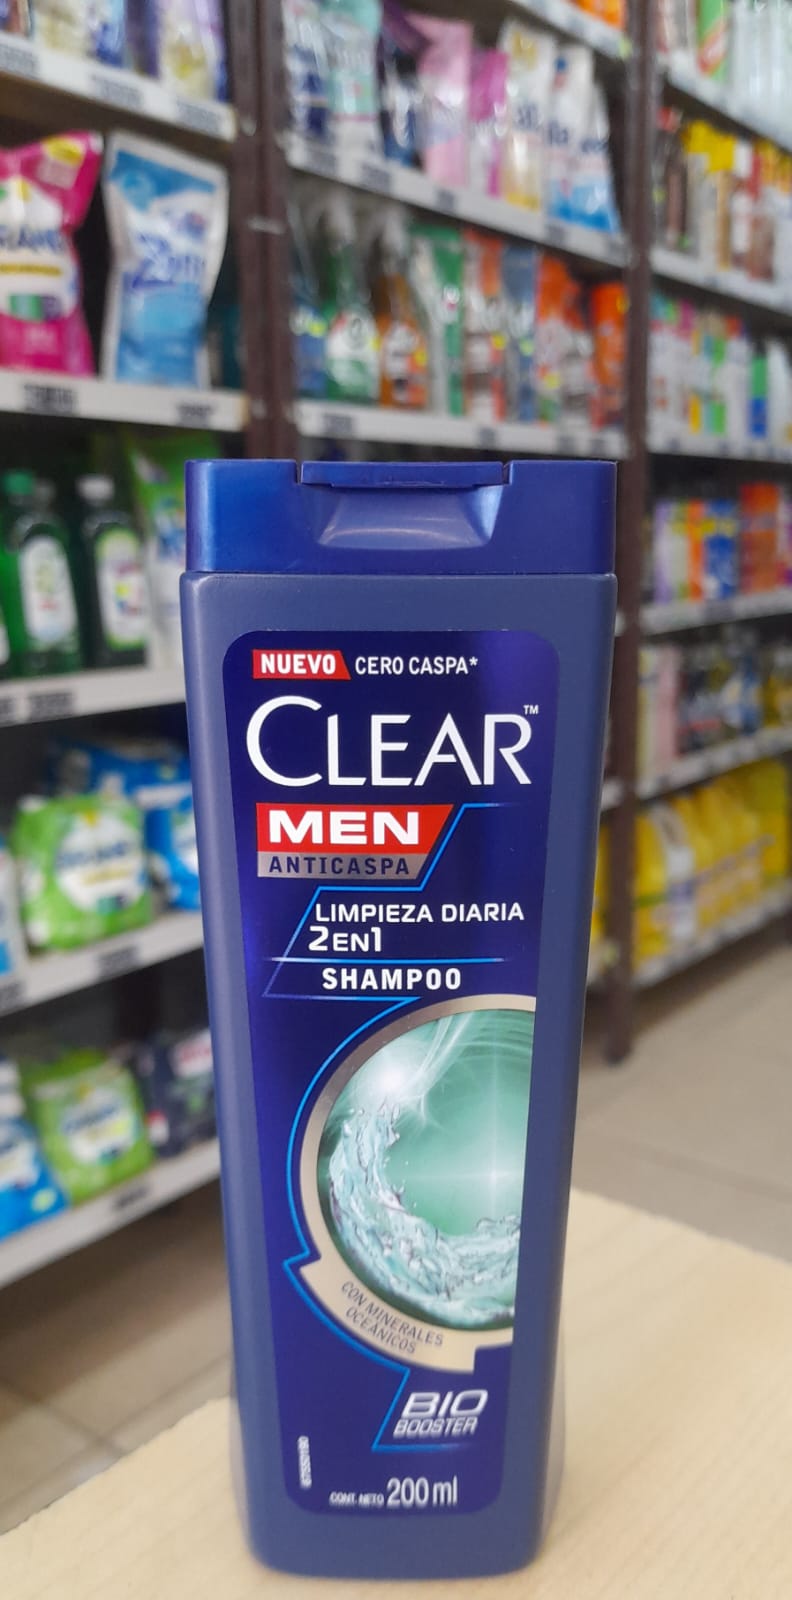 NUEVO CERO CASPA*
CLEAR™
MEN
ANTICASPA
LIMPIEZA DIARIA
2EN1
SHAMPOO
CON MINERALES
OCEÁNICOS
BIO
BOOSTER
CONT. NETO 200 ml